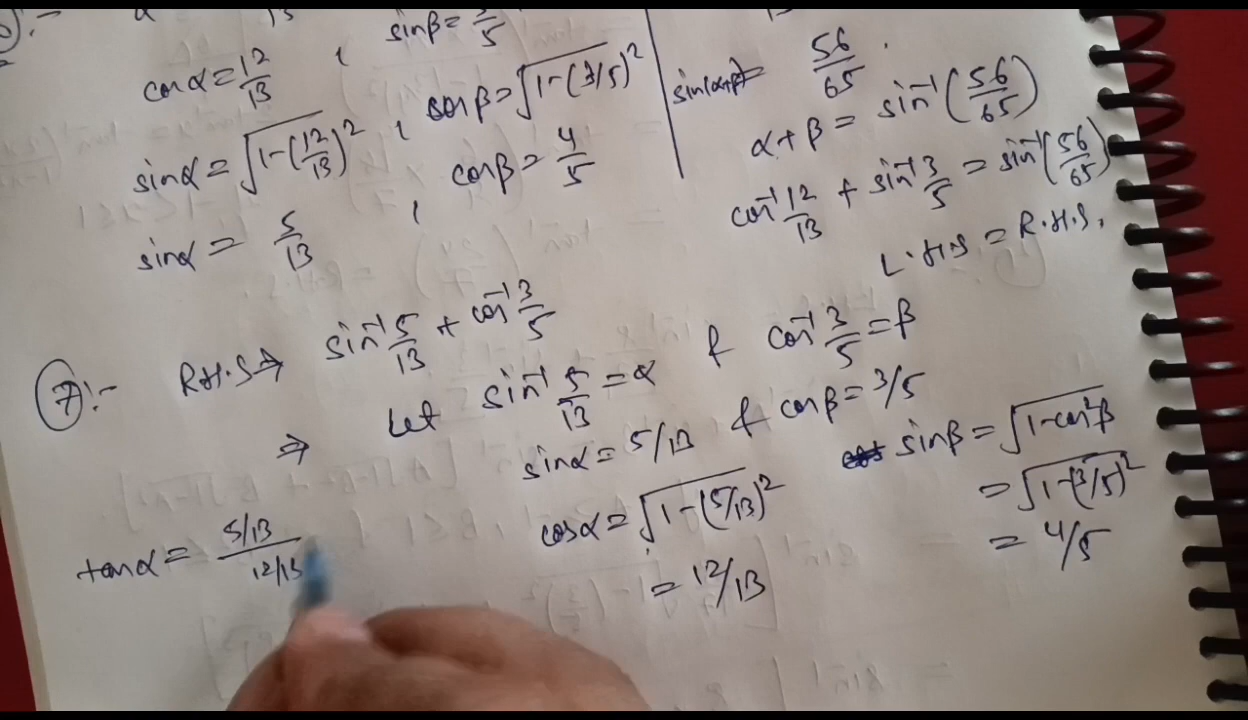 cosα = 12/13 , sinβ = 3/5
sinα = √1-(12/13)² , cosβ = √1-(3/5)²
sinα = 5/13 , cosβ = 4/5
sin(α+β) = 56/65 .
α+β = sin⁻¹(56/65)
cos⁻¹ 12/13 + sin⁻¹ 3/5 = sin⁻¹(56/65)
L.H.S = R.H.S.
(7):- R.H.S ⇒ sin⁻¹ 5/13 + cos⁻¹ 3/5
⇒ Let sin⁻¹ 5/13 = α & cos⁻¹ 3/5 = β
sinα = 5/13 & cosβ = 3/5
cosα = √1-(5/13)² sinβ = √1-cos²β
= 12/13 = √1-(3/5)²
= 4/5
tanα = 5/13 / 12/13